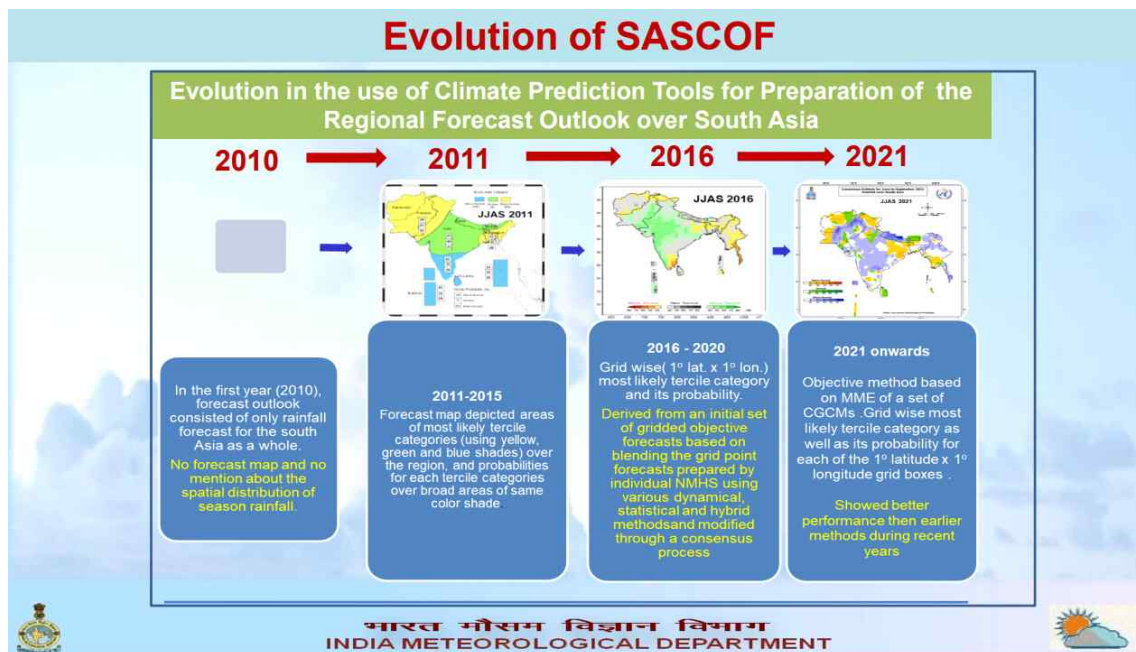 Evolution of SASCOF
Evolution in the use of Climate Prediction Tools for Preparation of the
Regional Forecast Outlook over South Asia
2010
2011
2016
2021
JJAS 2011
JJAS 2016
JJAS 2021
In the first year (2010),
forecast outlook
consisted of only rainfall
forecast for the south
Asia as a whole.
No forecast map and no
mention about the
spatial distribution of
season rainfall.
2011-2015
Forecast map depicted areas
of most likely tercile
categories (using yellow,
green and blue shades) over
the region, and probabilities
for each tercile categories
over broad areas of same
color shade
2016 - 2020
Grid wise( 1º lat. x 1º lon.)
most likely tercile category
and its probability.
Derived from an initial set
of gridded objective
forecasts based on
blending the grid point
forecasts prepared by
individual NMHS using
various dynamical,
statistical and hybrid
methodsand modified
through a consensus
process
2021 onwards
Objective method based
on MME of a set of
CGCMs .Grid wise most
likely tercile category as
well as its probability for
each of the 1º latitude x 1º
longitude grid boxes .
Showed better
performance then earlier
methods during recent
years
भारत मौसम विज्ञान विभाग
INDIA METEOROLOGICAL DEPARTMENT